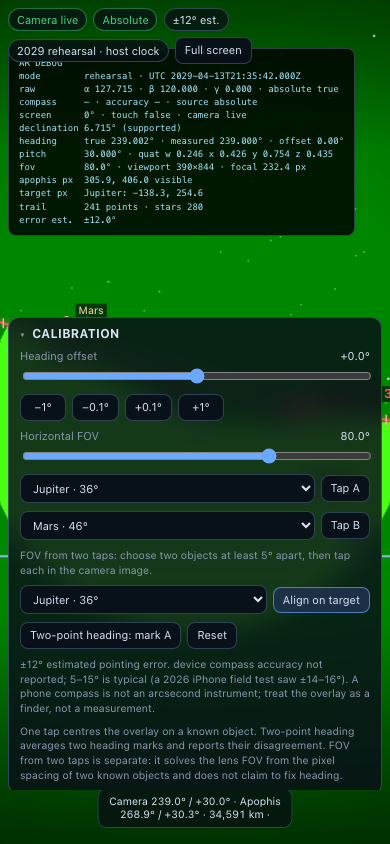 Camera live Absolute ±12° est.
2029 rehearsal · host clock Full screen
AR DEBUG
mode rehearsal · UTC 2029-04-13T21:35:42.000Z
raw α 127.715 · β 120.000 · γ 0.000 · absolute true
compass — · accuracy — · source absolute
screen 0° · touch false · camera live
declination 6.715° (supported)
heading true 239.002° · measured 239.000° · offset 0.00°
pitch 30.000° · quat w 0.246 x 0.426 y 0.754 z 0.435
fov 80.0° · viewport 390×844 · focal 232.4 px
apophis px 305.9, 406.0 visible
target px Jupiter: −138.3, 254.6
trail 241 points · stars 280
error est. ±12.0°
Mars
▾ CALIBRATION
Heading offset +0.0°
−1° −0.1° +0.1° +1°
Horizontal FOV 80.0°
Jupiter · 36° Tap A
Mars · 46° Tap B
FOV from two taps: choose two objects at least 5° apart, then tap
each in the camera image.
Jupiter · 36° Align on target
Two-point heading: mark A Reset
±12° estimated pointing error. device compass accuracy not
reported; 5–15° is typical (a 2026 iPhone field test saw ±14–16°). A
phone compass is not an arcsecond instrument; treat the overlay as a
finder, not a measurement.
One tap centres the overlay on a known object. Two-point heading
averages two heading marks and reports their disagreement. FOV
from two taps is separate: it solves the lens FOV from the pixel
spacing of two known objects and does not claim to fix heading.
Camera 239.0° / +30.0° · Apophis
268.9° / +30.3° · 34,591 km ·